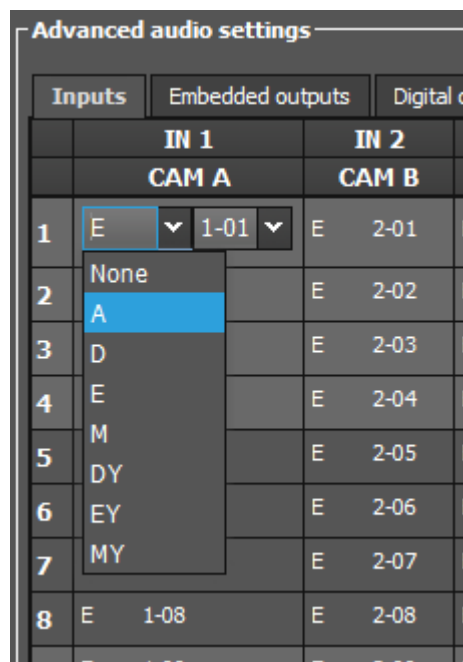 Advanced audio settings
Inputs Embedded outputs Digital
IN 1 IN 2
CAM A CAM B
1 E 1-01 E 2-01
None
2 E 2-02
A
3 D E 2-03
4 E E 2-04
M
5 E 2-05
DY
6 EY E 2-06
7 MY E 2-07
8 E 1-08 E 2-08